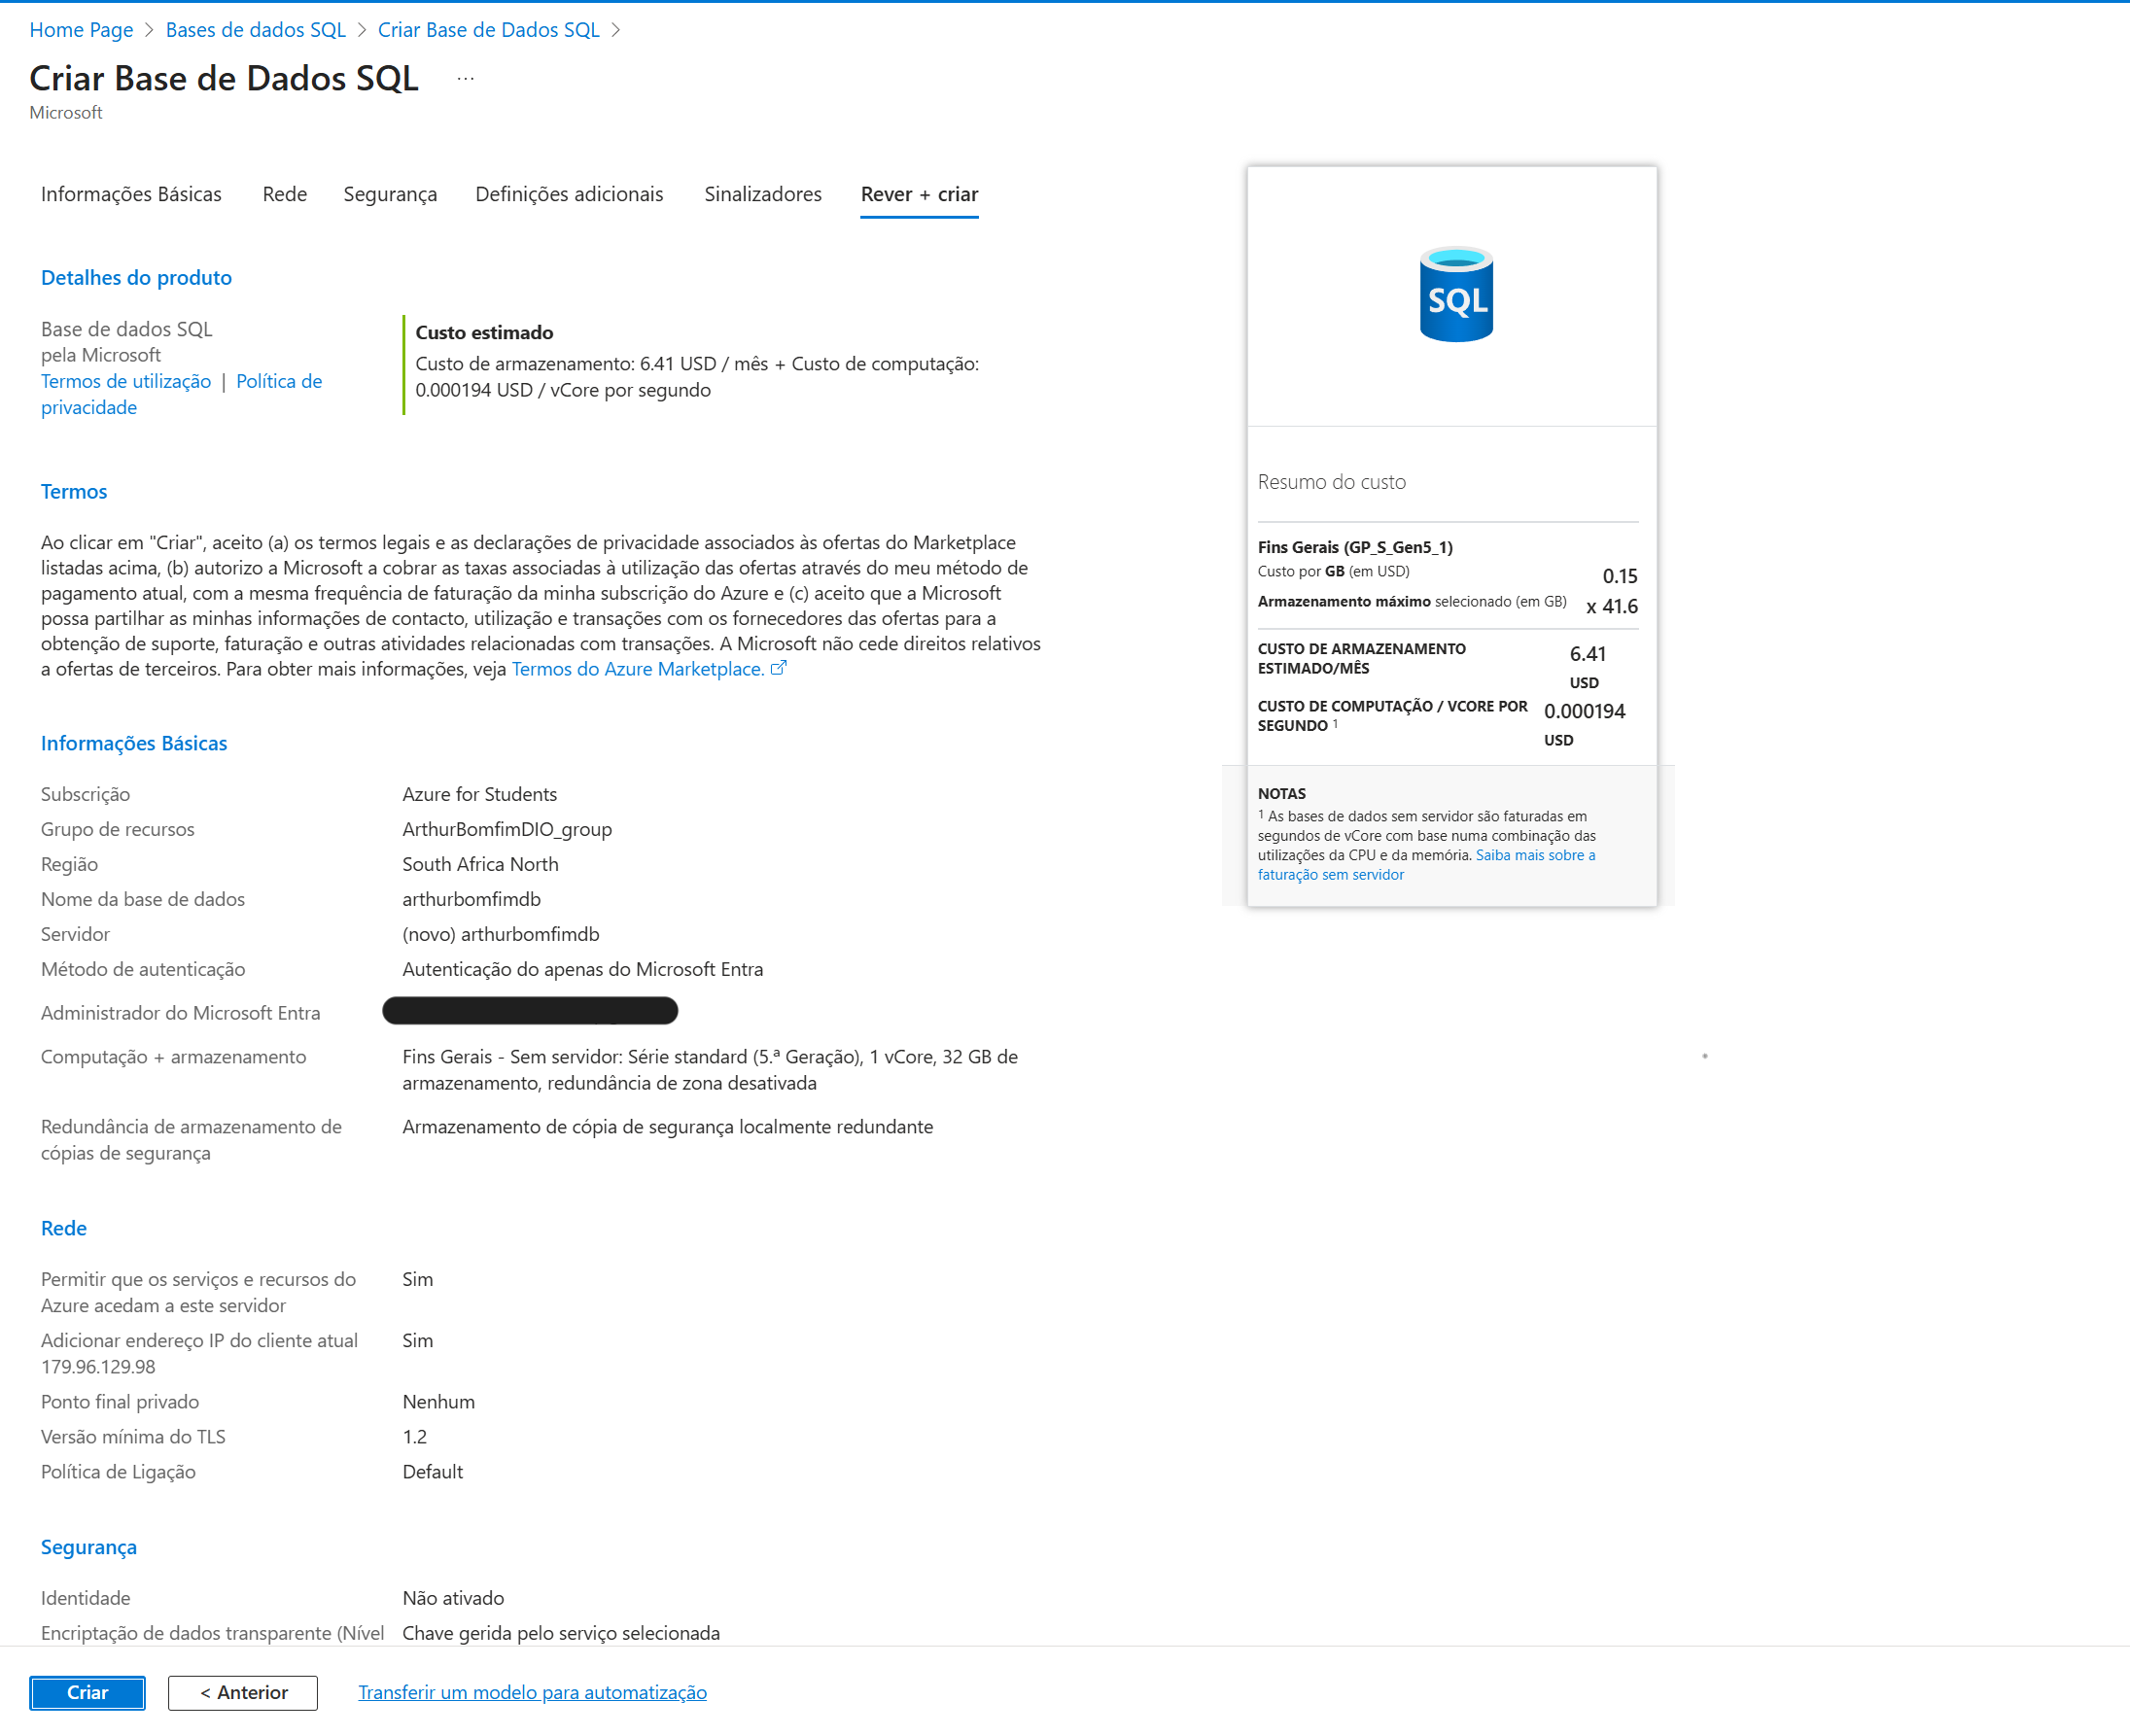 Home Page > Bases de dados SQL > Criar Base de Dados SQL >
Criar Base de Dados SQL ...
Microsoft
Informações Básicas Rede Segurança Definições adicionais Sinalizadores Rever + criar
Detalhes do produto
Base de dados SQL
pela Microsoft
Termos de utilização | Política de
privacidade
Custo estimado
Custo de armazenamento: 6.41 USD / mês + Custo de computação:
0.000194 USD / vCore por segundo
Termos
Ao clicar em "Criar", aceito (a) os termos legais e as declarações de privacidade associados às ofertas do Marketplace
listadas acima, (b) autorizo a Microsoft a cobrar as taxas associadas à utilização das ofertas através do meu método de
pagamento atual, com a mesma frequência de faturação da minha subscrição do Azure e (c) aceito que a Microsoft
possa partilhar as minhas informações de contacto, utilização e transações com os fornecedores das ofertas para a
obtenção de suporte, faturação e outras atividades relacionadas com transações. A Microsoft não cede direitos relativos
a ofertas de terceiros. Para obter mais informações, veja Termos do Azure Marketplace.
Informações Básicas
Subscrição Azure for Students
Grupo de recursos ArthurBomfimDIO_group
Região South Africa North
Nome da base de dados arthurbomfimdb
Servidor (novo) arthurbomfimdb
Método de autenticação Autenticação do apenas do Microsoft Entra
Administrador do Microsoft Entra
Computação + armazenamento Fins Gerais - Sem servidor: Série standard (5.ª Geração), 1 vCore, 32 GB de
armazenamento, redundância de zona desativada
Redundância de armazenamento de Armazenamento de cópia de segurança localmente redundante
cópias de segurança
Rede
Permitir que os serviços e recursos do Sim
Azure acedam a este servidor
Adicionar endereço IP do cliente atual Sim
179.96.129.98
Ponto final privado Nenhum
Versão mínima do TLS 1.2
Política de Ligação Default
Segurança
Identidade Não ativado
Encriptação de dados transparente (Nível Chave gerida pelo serviço selecionada
Criar < Anterior Transferir um modelo para automatização
SQL
Resumo do custo
Fins Gerais (GP_S_Gen5_1)
Custo por GB (em USD) 0.15
Armazenamento máximo selecionado (em GB) x 41.6
CUSTO DE ARMAZENAMENTO 6.41
ESTIMADO/MÊS USD
CUSTO DE COMPUTAÇÃO / VCORE POR 0.000194
SEGUNDO 1 USD
NOTAS
1 As bases de dados sem servidor são faturadas em
segundos de vCore com base numa combinação das
utilizações da CPU e da memória. Saiba mais sobre a
faturação sem servidor